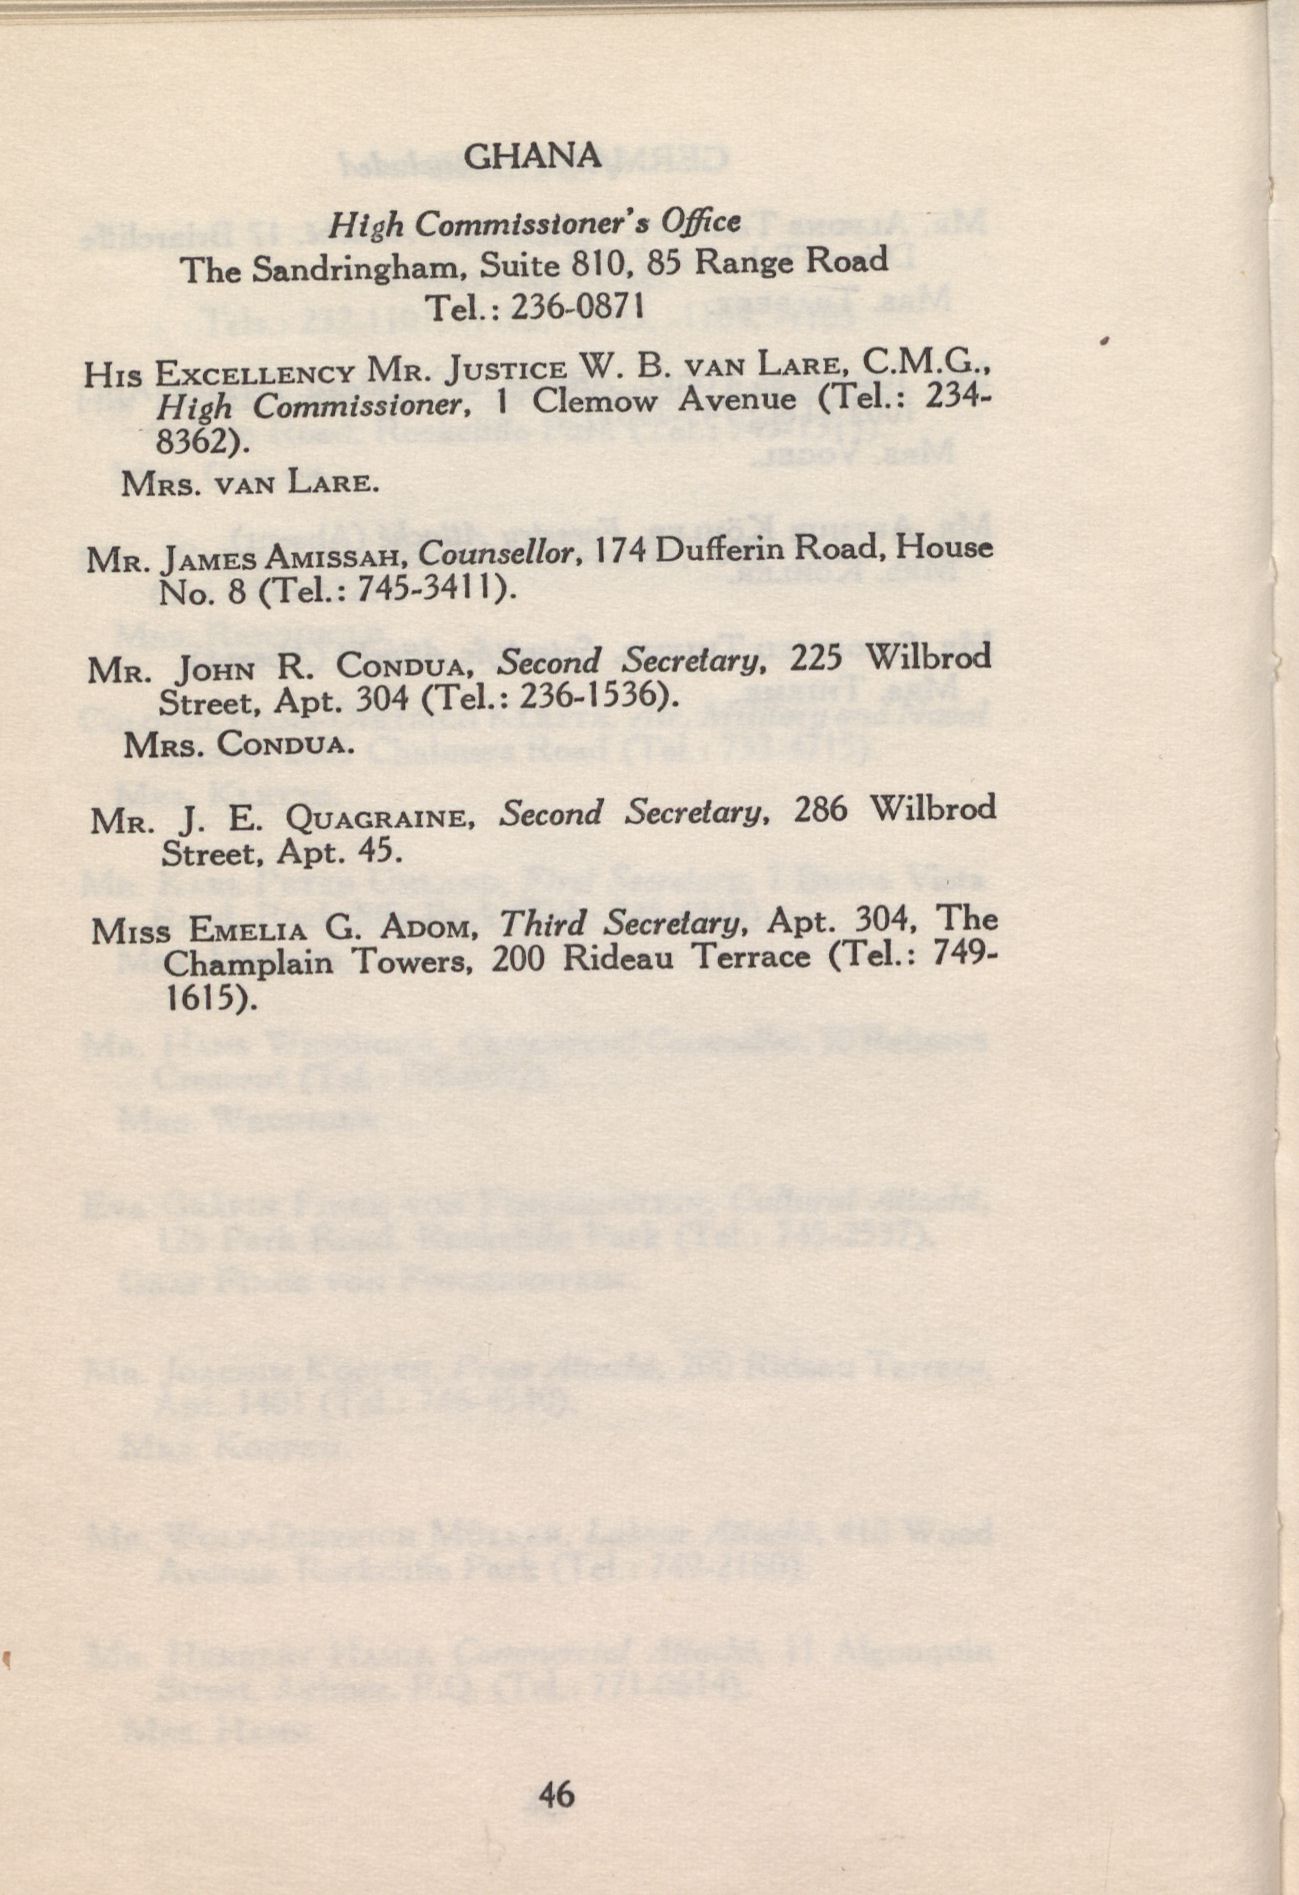 GHANA
High Commissioner's Office
The Sandringham, Suite 810, 85 Range Road
Tel.: 236-0871
His Excellency Mr. Justice W. B. van Lare, C.M.G.,
High Commissioner, 1 Clemow Avenue (Tel.: 234-
8362).
Mrs. van Lare.
Mr. James Amissah, Counsellor, 174 Dufferin Road, House
No. 8 (Tel.: 745-3411).
Mr. John R. Condua, Second Secretary, 225 Wilbrod
Street, Apt. 304 (Tel.: 236-1536).
Mrs. Condua.
Mr. J. E. Quagraine, Second Secretary, 286 Wilbrod
Street, Apt. 45.
Miss Emelia G. Adom, Third Secretary, Apt. 304, The
Champlain Towers, 200 Rideau Terrace (Tel.: 749-
1615).
46